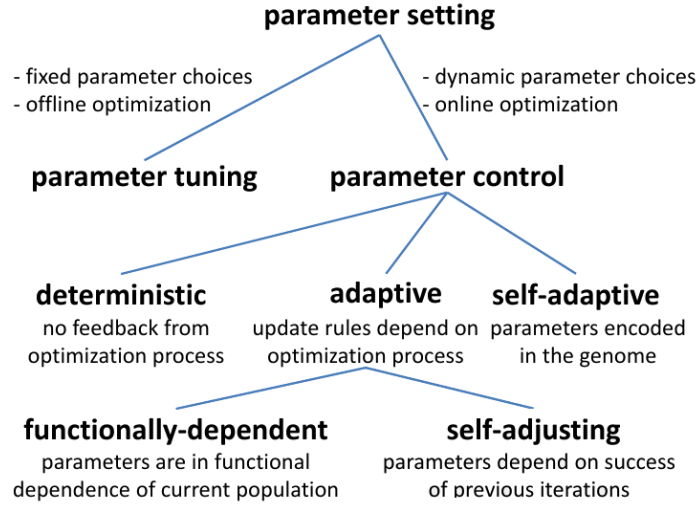 parameter setting
- fixed parameter choices
- offline optimization
- dynamic parameter choices
- online optimization
parameter tuning
parameter control
deterministic
no feedback from
optimization process
adaptive
update rules depend on
optimization process
self-adaptive
parameters encoded
in the genome
functionally-dependent
parameters are in functional
dependence of current population
self-adjusting
parameters depend on success
of previous iterations